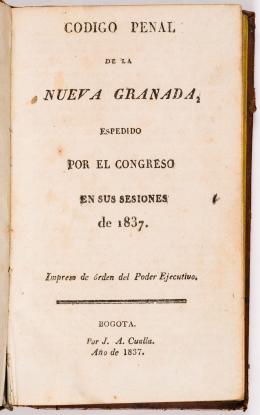 CODIGO PENAL
DE LA
NUEVA GRANADA,
ESPEDIDO
POR EL CONGRESO
EN SUS SESIONES
de 1837.
Impreso de órden del Poder Ejecutivo.
BOGOTA.
Por J. A. Cualla.
Año de 1837.